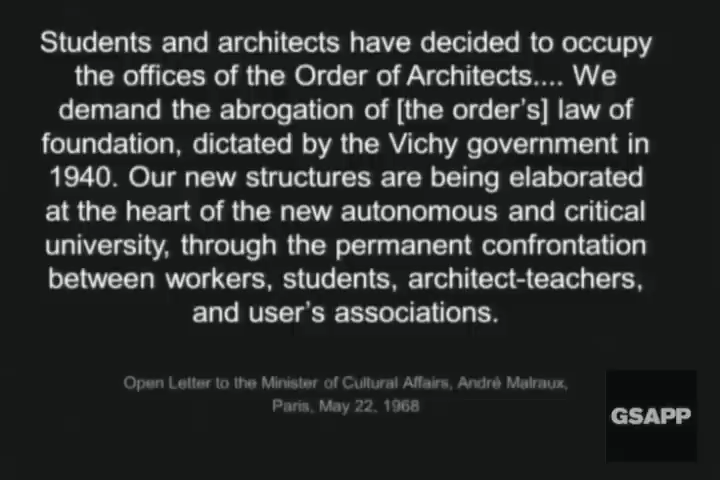 Students and architects have decided to occupy
the offices of the Order of Architects.... We
demand the abrogation of [the order's] law of
foundation, dictated by the Vichy government in
1940. Our new structures are being elaborated
at the heart of the new autonomous and critical
university, through the permanent confrontation
between workers, students, architect-teachers,
and user's associations.
Open Letter to the Minister of Cultural Affairs, André Malraux,
Paris, May 22, 1968
GSAPP